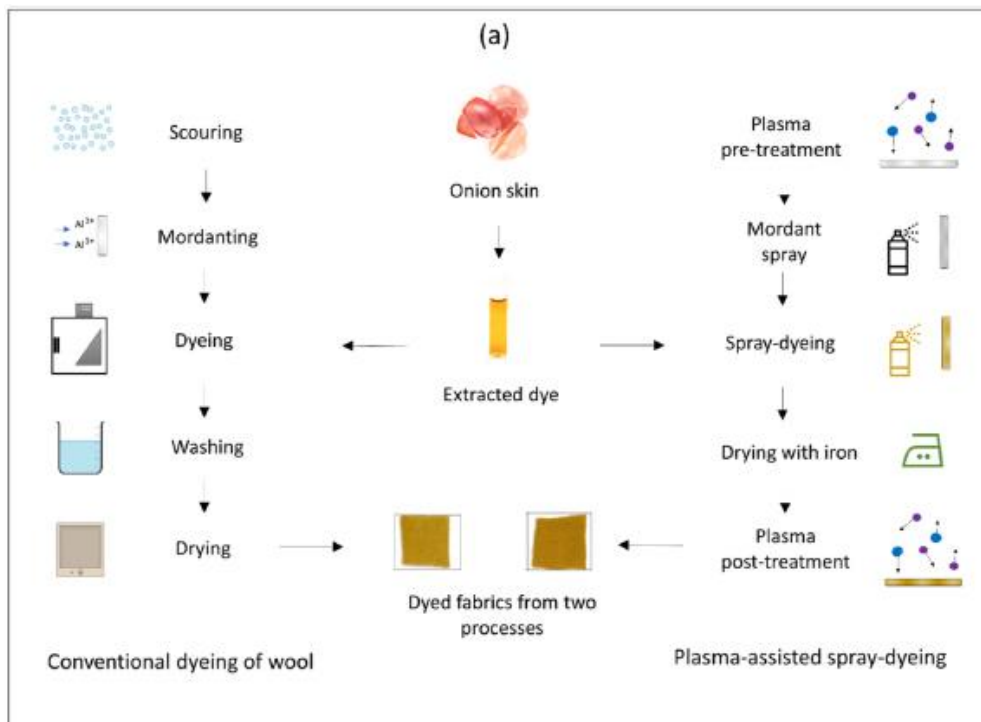 (a)
Scouring
Al3+
Al3+
Mordanting
Dyeing
Washing
Drying
Conventional dyeing of wool
Onion skin
Extracted dye
Dyed fabrics from two
processes
Plasma
pre-treatment
Mordant
spray
Spray-dyeing
Drying with iron
Plasma
post-treatment
Plasma-assisted spray-dyeing